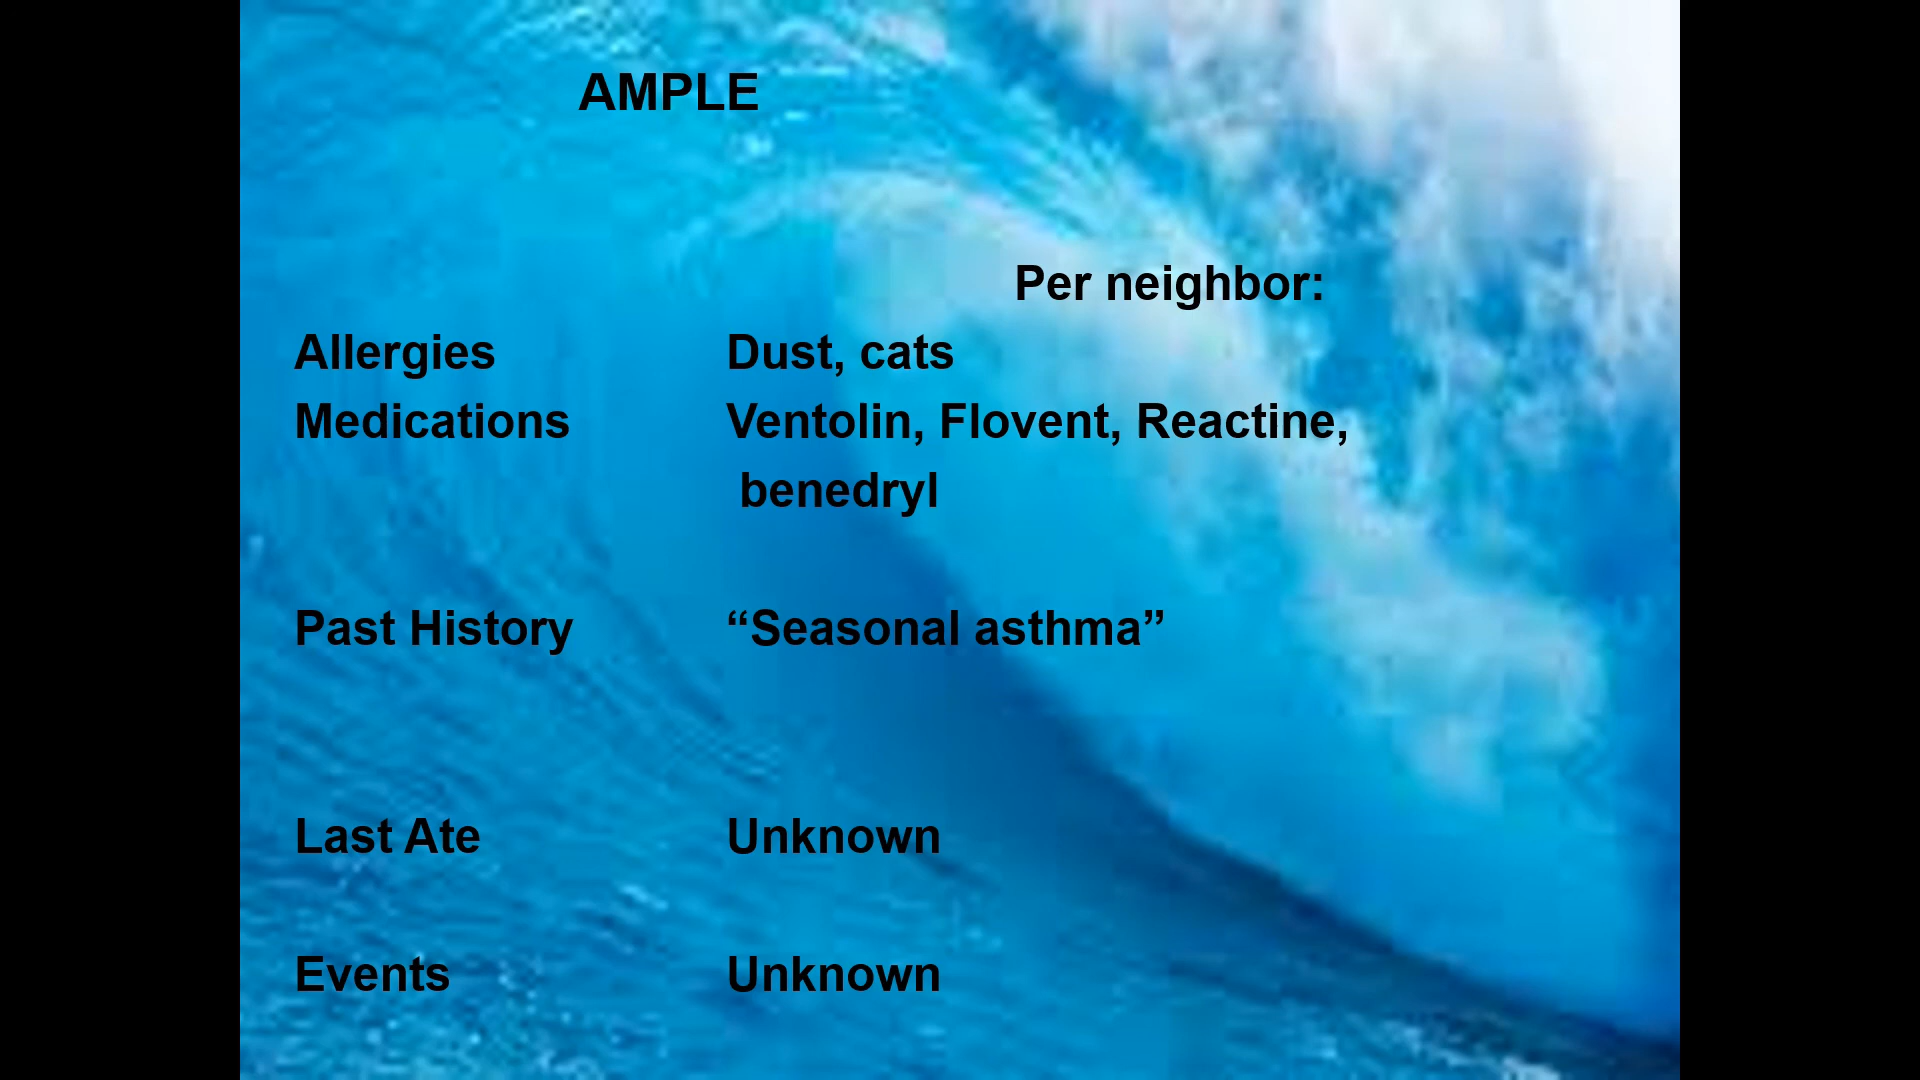 AMPLE
Per neighbor:
Allergies Dust, cats
Medications Ventolin, Flovent, Reactine,
benedryl
Past History “Seasonal asthma”
Last Ate Unknown
Events Unknown